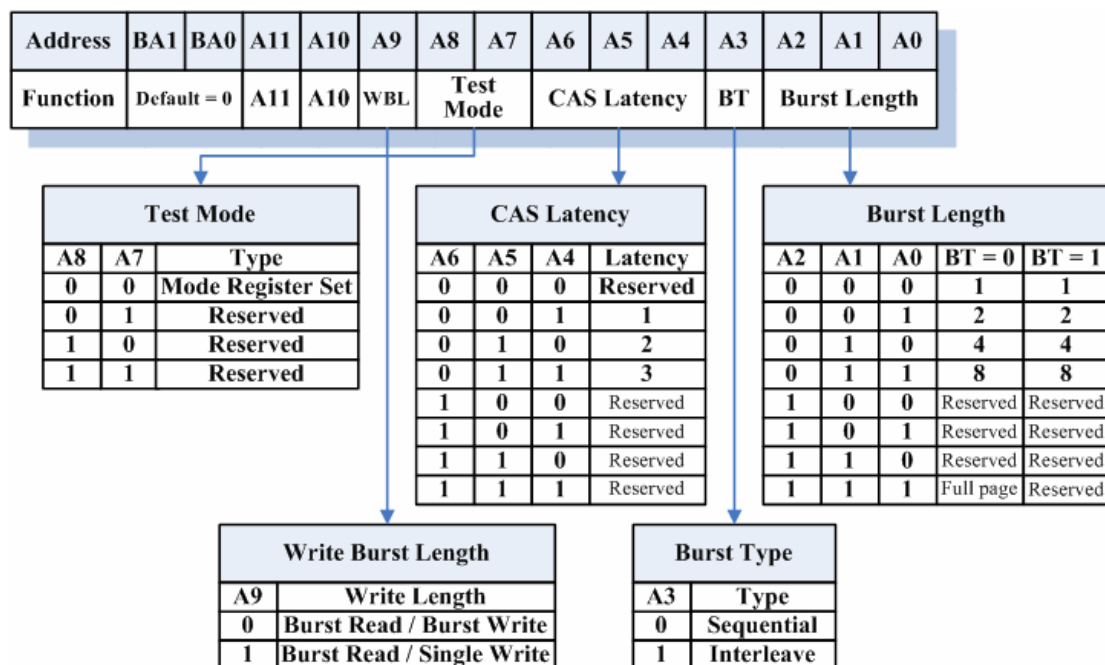 Address BA1 BA0 A11 A10 A9 A8 A7 A6 A5 A4 A3 A2 A1 A0
Function Default = 0 A11 A10 WBL Test Mode CAS Latency BT Burst Length
Test Mode
A8 A7 Type
0 0 Mode Register Set
0 1 Reserved
1 0 Reserved
1 1 Reserved
CAS Latency
A6 A5 A4 Latency
0 0 0 Reserved
0 0 1 1
0 1 0 2
0 1 1 3
1 0 0 Reserved
1 0 1 Reserved
1 1 0 Reserved
1 1 1 Reserved
Burst Length
A2 A1 A0 BT = 0 BT = 1
0 0 0 1 1
0 0 1 2 2
0 1 0 4 4
0 1 1 8 8
1 0 0 Reserved Reserved
1 0 1 Reserved Reserved
1 1 0 Reserved Reserved
1 1 1 Full page Reserved
Write Burst Length
A9 Write Length
0 Burst Read / Burst Write
1 Burst Read / Single Write
Burst Type
A3 Type
0 Sequential
1 Interleave